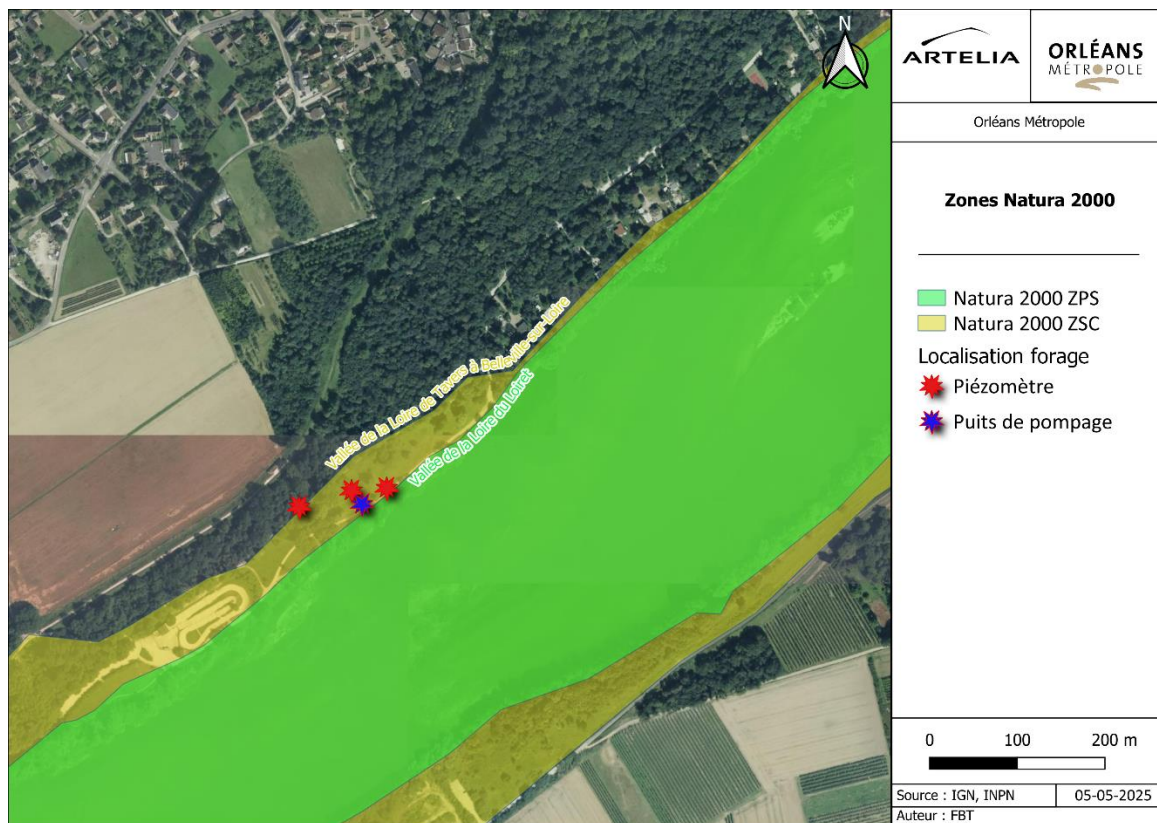 N
Vallée de la Loire de Tavers à Belleville-sur-Loire
Vallée de la Loire du Loiret
ARTELIA
ORLÉANS
MÉTROPOLE
Orléans Métropole
Zones Natura 2000
Natura 2000 ZPS
Natura 2000 ZSC
Localisation forage
Piézomètre
Puits de pompage
0 100 200 m
Source : IGN, INPN 05-05-2025
Auteur : FBT